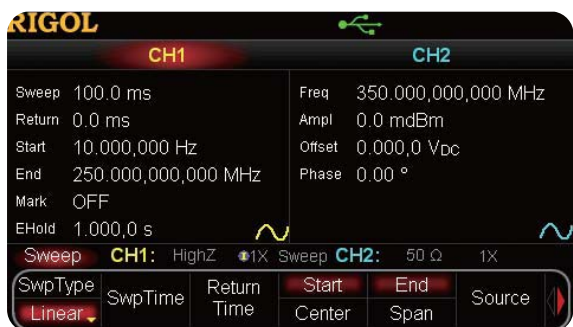 RIGOL
CH1 CH2
Sweep 100.0 ms
Return 0.0 ms
Start 10.000,000 Hz
End 250.000,000,000 MHz
Mark OFF
EHold 1.000,0 s
Freq 350.000,000,000 MHz
Ampl 0.0 mdBm
Offset 0.000,0 VDC
Phase 0.00 °
Sweep CH1: HighZ 1X Sweep CH2: 50 Ω 1X
SwpType Linear
SwpTime
Return Time
Start Center
End Span
Source